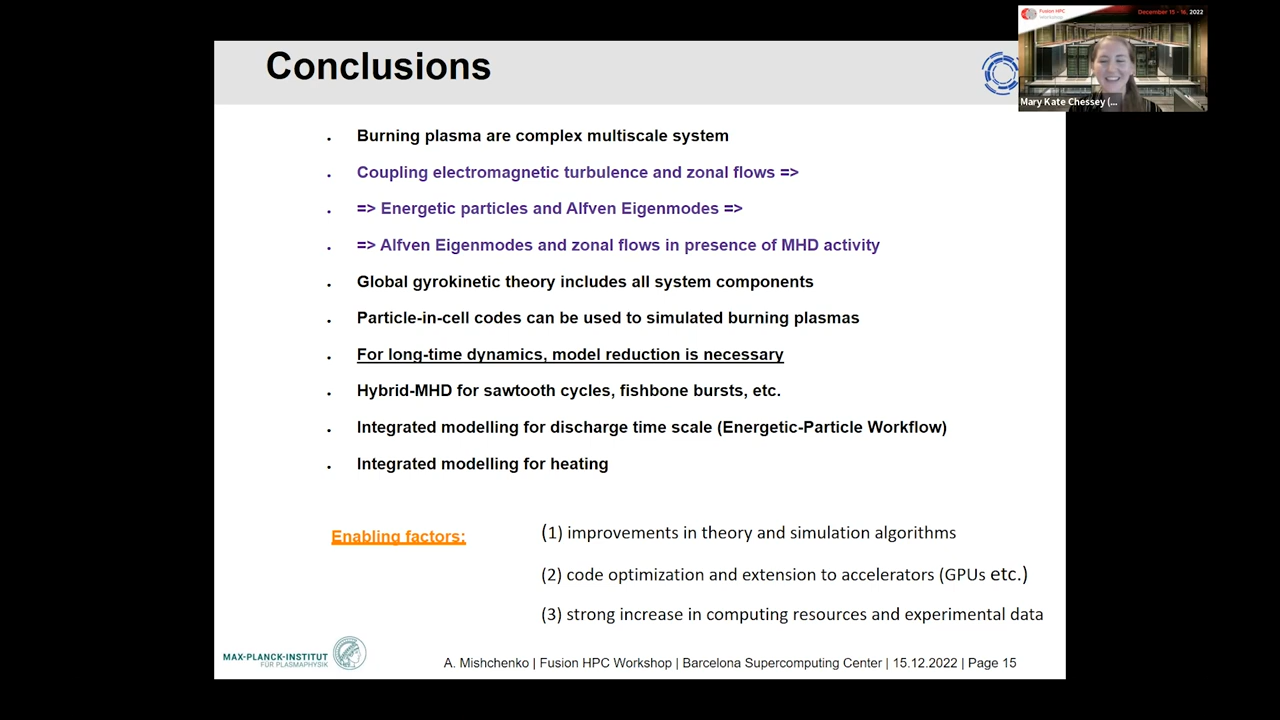 Conclusions
Fusion HPC
Workshop
December 15 - 16, 2022
Mary Kate Chessey (...
Burning plasma are complex multiscale system
Coupling electromagnetic turbulence and zonal flows =>
=> Energetic particles and Alfven Eigenmodes =>
=> Alfven Eigenmodes and zonal flows in presence of MHD activity
Global gyrokinetic theory includes all system components
Particle-in-cell codes can be used to simulated burning plasmas
For long-time dynamics, model reduction is necessary
Hybrid-MHD for sawtooth cycles, fishbone bursts, etc.
Integrated modelling for discharge time scale (Energetic-Particle Workflow)
Integrated modelling for heating
Enabling factors:
(1) improvements in theory and simulation algorithms
(2) code optimization and extension to accelerators (GPUs etc.)
(3) strong increase in computing resources and experimental data
MAX-PLANCK-INSTITUT
FÜR PLASMAPHYSIK
A. Mishchenko | Fusion HPC Workshop | Barcelona Supercomputing Center | 15.12.2022 | Page 15